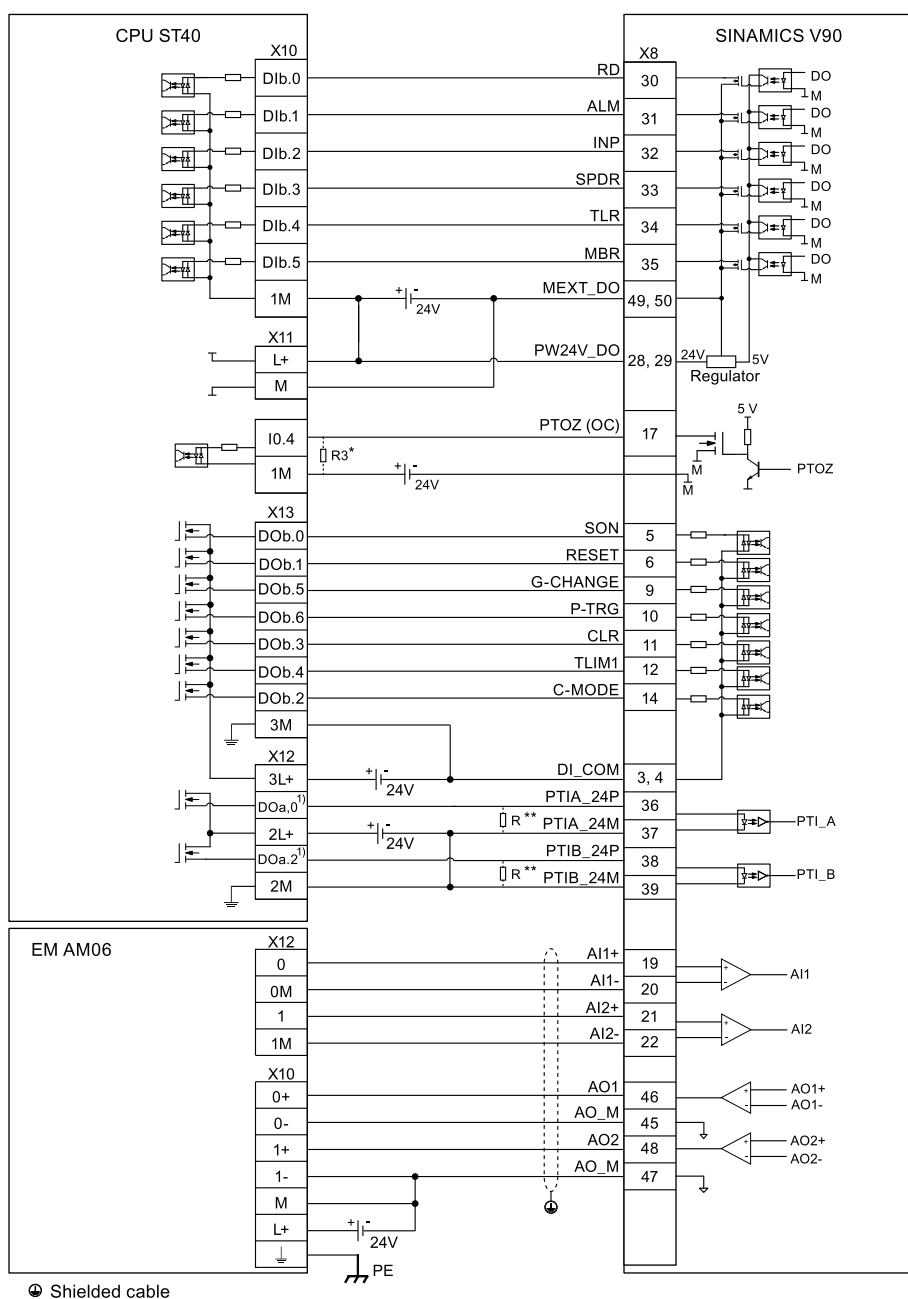 CPU ST40
SINAMICS V90
X10
X8
DIb.0
RD
30
DO
M
DIb.1
ALM
31
DO
M
DIb.2
INP
32
DO
M
DIb.3
SPDR
33
DO
M
DIb.4
TLR
34
DO
M
DIb.5
MBR
35
DO
M
1M
+ -
24V
MEXT_DO
49, 50
X11
L+
PW24V_DO
28, 29
24V
5V
Regulator
M
I0.4
R3*
PTOZ (OC)
17
5 V
M
PTOZ
1M
+ -
24V
M
X13
DOb.0
SON
5
DOb.1
RESET
6
DOb.5
G-CHANGE
9
DOb.6
P-TRG
10
DOb.3
CLR
11
DOb.4
TLIM1
12
DOb.2
C-MODE
14
3M
X12
3L+
+ -
24V
DI_COM
3, 4
DOa,0 1)
PTIA_24P
36
R **
PTI_A
2L+
+ -
24V
PTIA_24M
37
DOa.2 1)
PTIB_24P
38
R **
PTI_B
2M
PTIB_24M
39
EM AM06
X12
0
AI1+
19
+
-
AI1
0M
AI1-
20
1
AI2+
21
+
-
AI2
1M
AI2-
22
X10
0+
AO1
46
+
-
AO1+
AO1-
0-
AO_M
45
1+
AO2
48
+
-
AO2+
AO2-
1-
AO_M
47
M
L+
+ -
24V
PE
Shielded cable